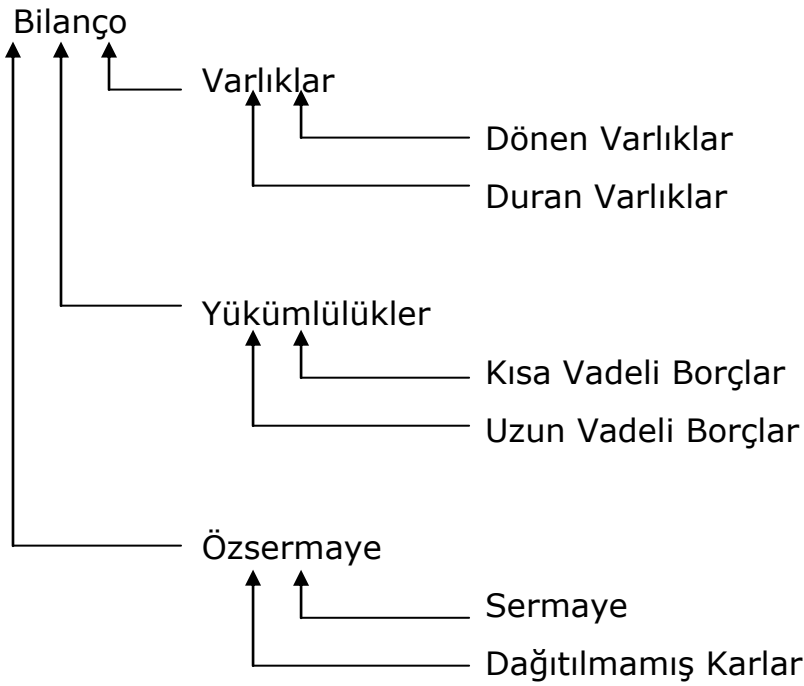 Bilanço
Varlıklar
Dönen Varlıklar
Duran Varlıklar
Yükümlülükler
Kısa Vadeli Borçlar
Uzun Vadeli Borçlar
Özsermaye
Sermaye
Dağıtılmamış Karlar